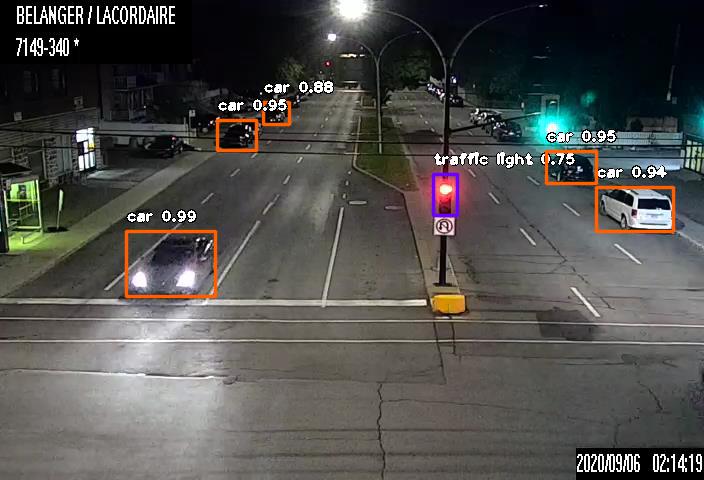 BELANGER / LACORDAIRE
7149-340 *
car 0.88
car 0.95
car 0.95
traffic light 0.75
car 0.94
car 0.99
2020/09/06 02:14:19